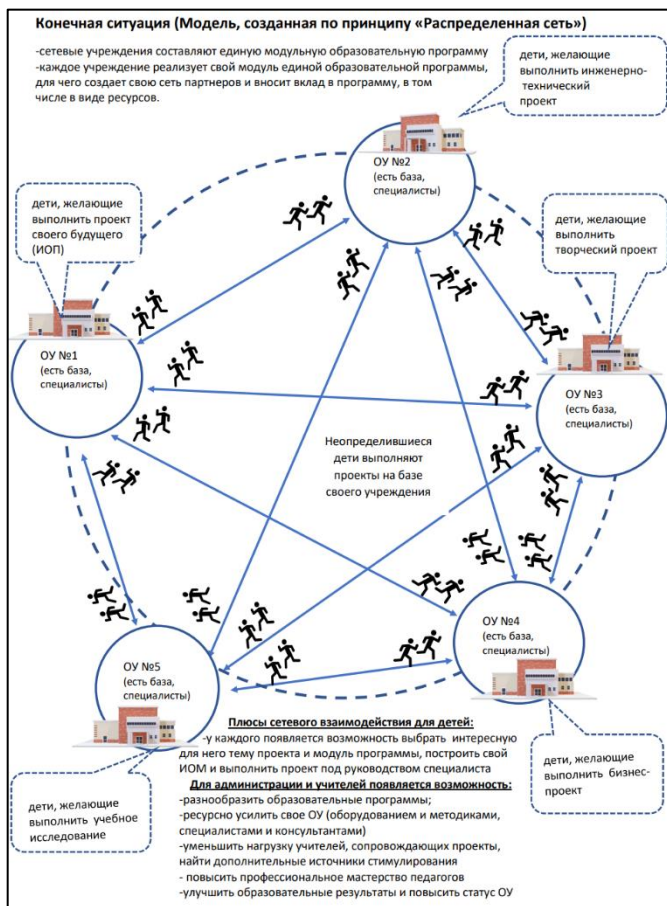 Конечная ситуация (Модель, созданная по принципу «Распределенная сеть»)
-сетевые учреждения составляют единую модульную образовательную программу
-каждое учреждение реализует свой модуль единой образовательной программы,
для чего создает свою сеть партнеров и вносит вклад в программу, в том
числе в виде ресурсов.
дети, желающие
выполнить инженерно-
технический
проект
ОУ №2
(есть база,
специалисты)
дети, желающие
выполнить проект
своего будущего
(ИОП)
дети, желающие
выполнить
творческий проект
ОУ №1
(есть база,
специалисты)
ОУ №3
(есть база,
специалисты)
Неопределившиеся
дети выполняют
проекты на базе
своего учреждения
ОУ №4
(есть база,
специалисты)
ОУ №5
(есть база,
специалисты)
Плюсы сетевого взаимодействия для детей:
-у каждого появляется возможность выбрать интересную
для него тему проекта и модуль программы, построить свой
ИОМ и выполнить проект под руководством специалиста
Для администрации и учителей появляется возможность:
-разнообразить образовательные программы;
-ресурсно усилить свое ОУ (оборудованием и методиками,
специалистами и консультантами)
-уменьшить нагрузку учителей, сопровождающих проекты,
найти дополнительные источники стимулирования
- повысить профессиональное мастерство педагогов
-улучшить образовательные результаты и повысить статус ОУ
дети, желающие
выполнить бизнес-
проект
дети, желающие
выполнить учебное
исследование